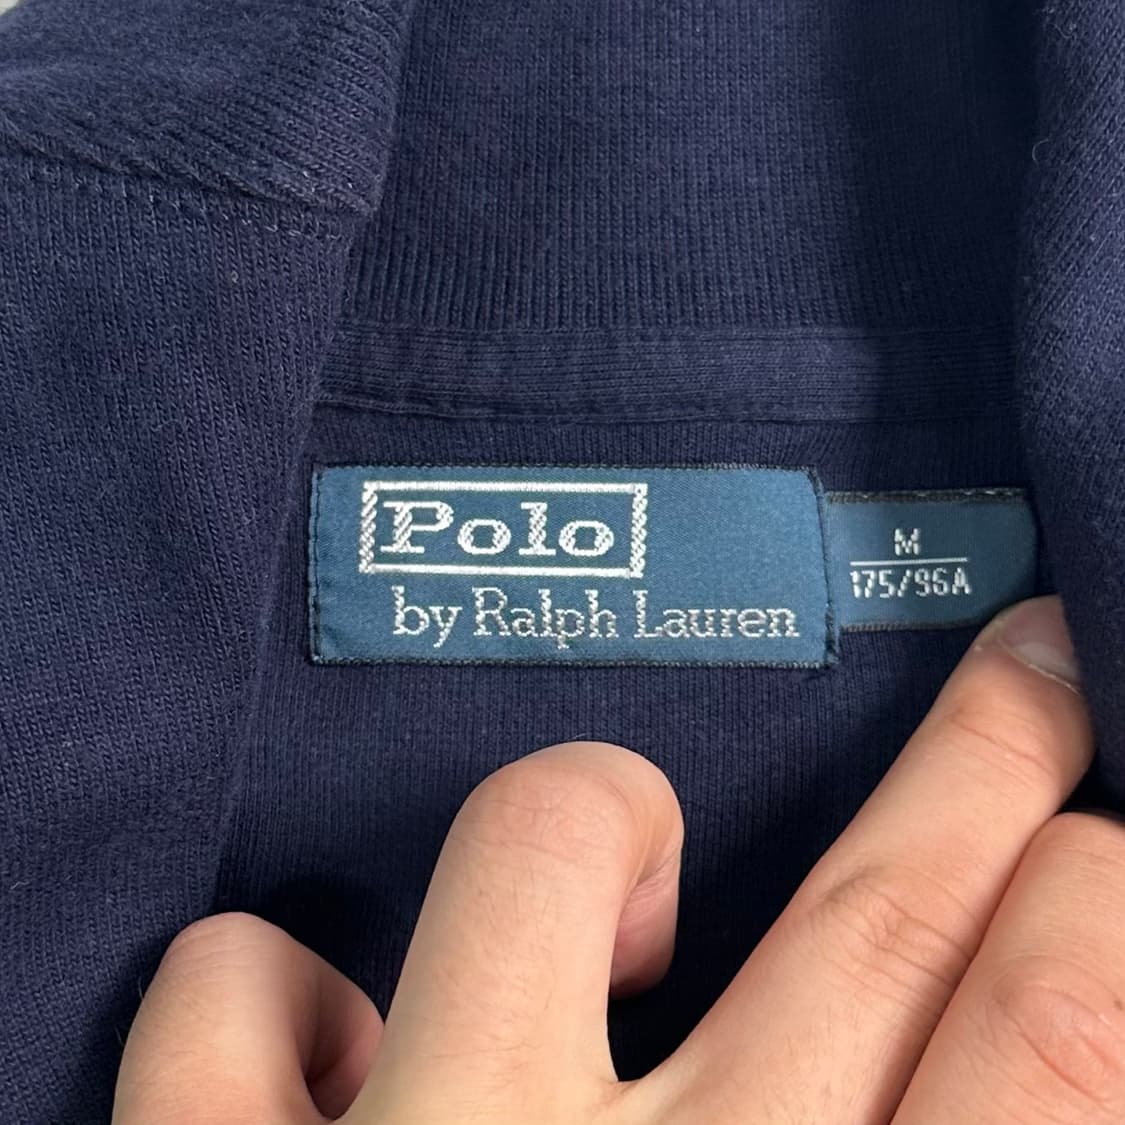 Polo
by Ralph Lauren
M
175/96A